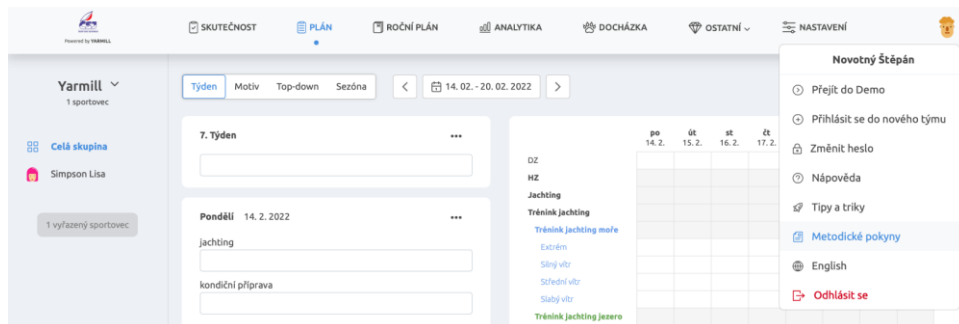 Powered by YARMILL
SKUTEČNOST
PLÁN
ROČNÍ PLÁN
ANALYTIKA
DOCHÁZKA
OSTATNÍ
NASTAVENÍ
Yarmill
1 sportovec
Celá skupina
Simpson Lisa
1 vyřazený sportovec
Týden Motiv Top-down Sezóna
14. 02. - 20. 02. 2022
7. Týden
Pondělí 14. 2. 2022
jachting
kondiční příprava
po út st čt
14. 2. 15. 2. 16. 2. 17. 2.
DZ
HZ
Jachting
Trénink jachting
Trénink jachting moře
Extrém
Silný vítr
Střední vítr
Slabý vítr
Trénink jachting jezero
Novotný Štěpán
Přejít do Demo
Přihlásit se do nového týmu
Změnit heslo
Nápověda
Tipy a triky
Metodické pokyny
English
Odhlásit se